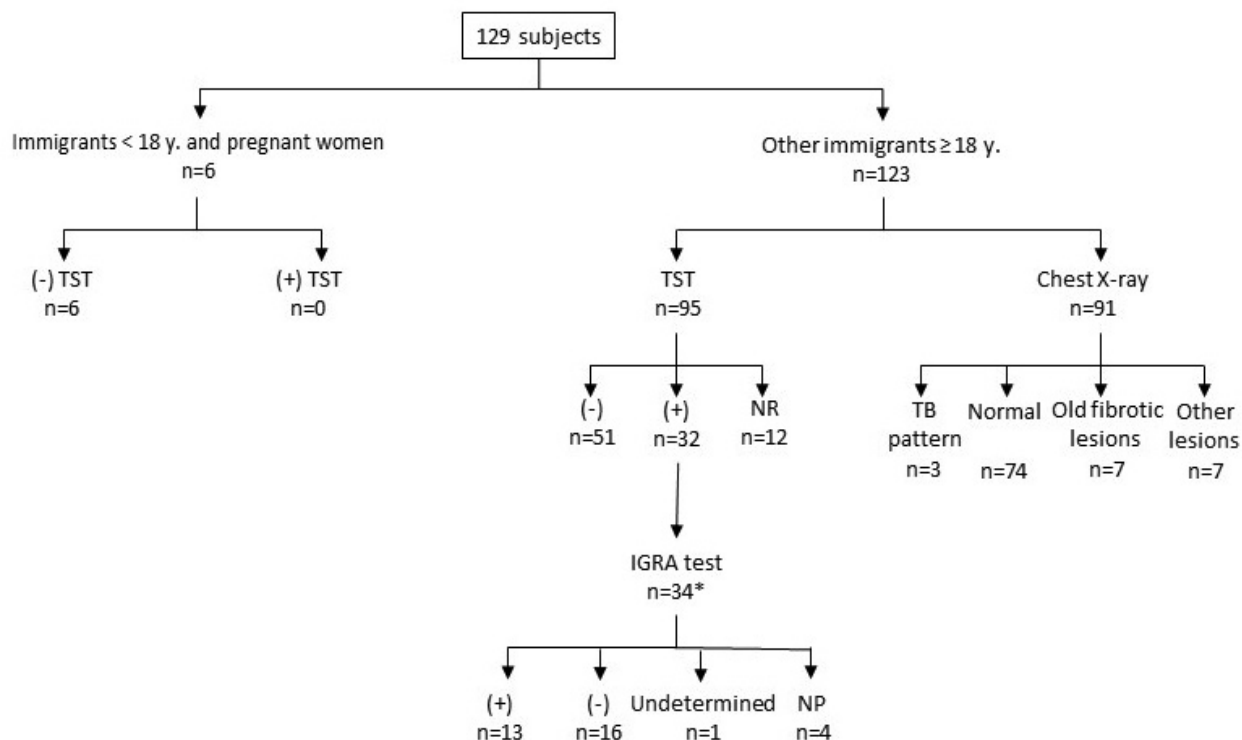 129 subjects
Immigrants < 18 y. and pregnant women
n=6
Other immigrants ≥ 18 y.
n=123
(-) TST
n=6
(+) TST
n=0
TST
n=95
Chest X-ray
n=91
(-)
n=51
(+)
n=32
NR
n=12
TB
pattern
n=3
Normal
n=74
Old fibrotic
lesions
n=7
Other
lesions
n=7
IGRA test
n=34*
(+)
n=13
(-)
n=16
Undetermined
n=1
NP
n=4